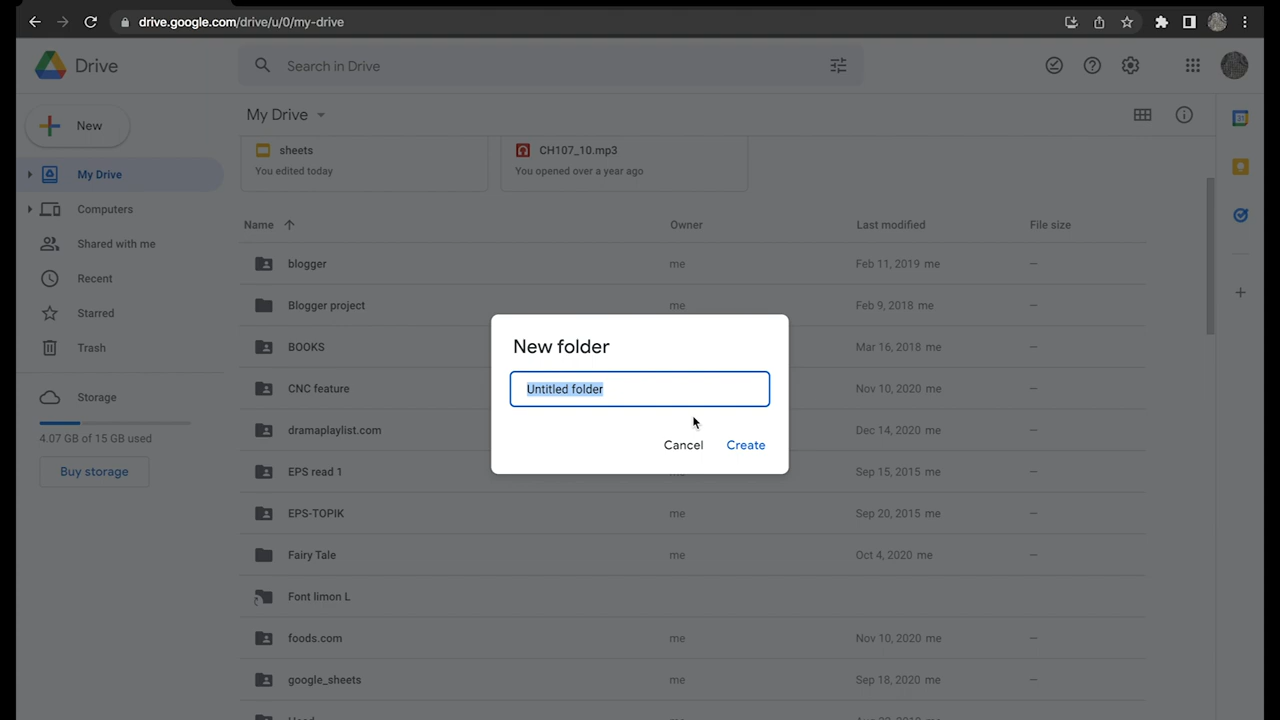 drive.google.com/drive/u/0/my-drive
Drive
Search in Drive
New
My Drive
sheets
You edited today
CH107_10.mp3
You opened over a year ago
My Drive
Computers
Shared with me
Recent
Starred
Trash
Storage
4.07 GB of 15 GB used
Buy storage
Name Owner Last modified File size
blogger me Feb 11, 2019 me —
Blogger project me Feb 9, 2018 me —
BOOKS Mar 16, 2018 me —
CNC feature Nov 10, 2020 me —
dramaplaylist.com Dec 14, 2020 me —
EPS read 1 Sep 15, 2015 me —
EPS-TOPIK me Sep 20, 2015 me —
Fairy Tale me Oct 4, 2020 me —
Font limon L
foods.com me Nov 10, 2020 me —
google_sheets me Sep 18, 2020 me —
New folder
Untitled folder
Cancel Create
31